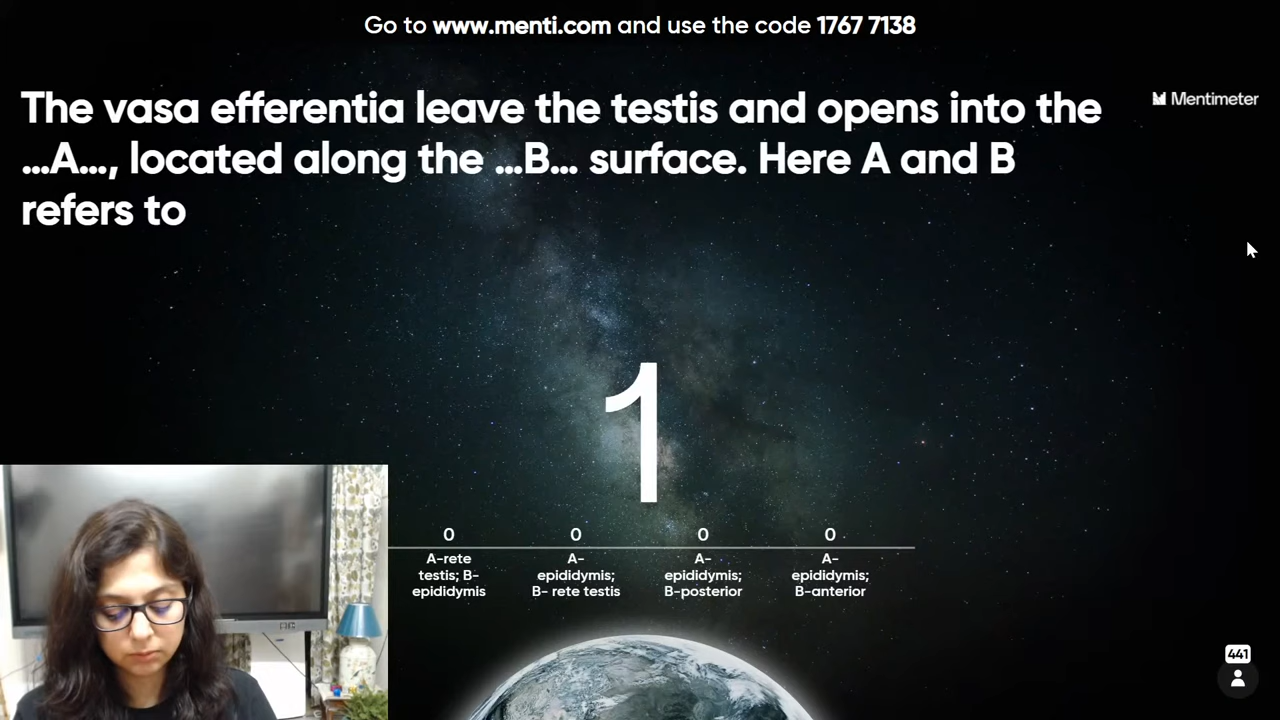 Go to www.menti.com and use the code 1767 7138
Mentimeter
The vasa efferentia leave the testis and opens into the
...A..., located along the ...B... surface. Here A and B
refers to
1
0
0
0
0
A-rete
testis; B-
epididymis
A-
epididymis;
B- rete testis
A-
epididymis;
B-posterior
A-
epididymis;
B-anterior
441